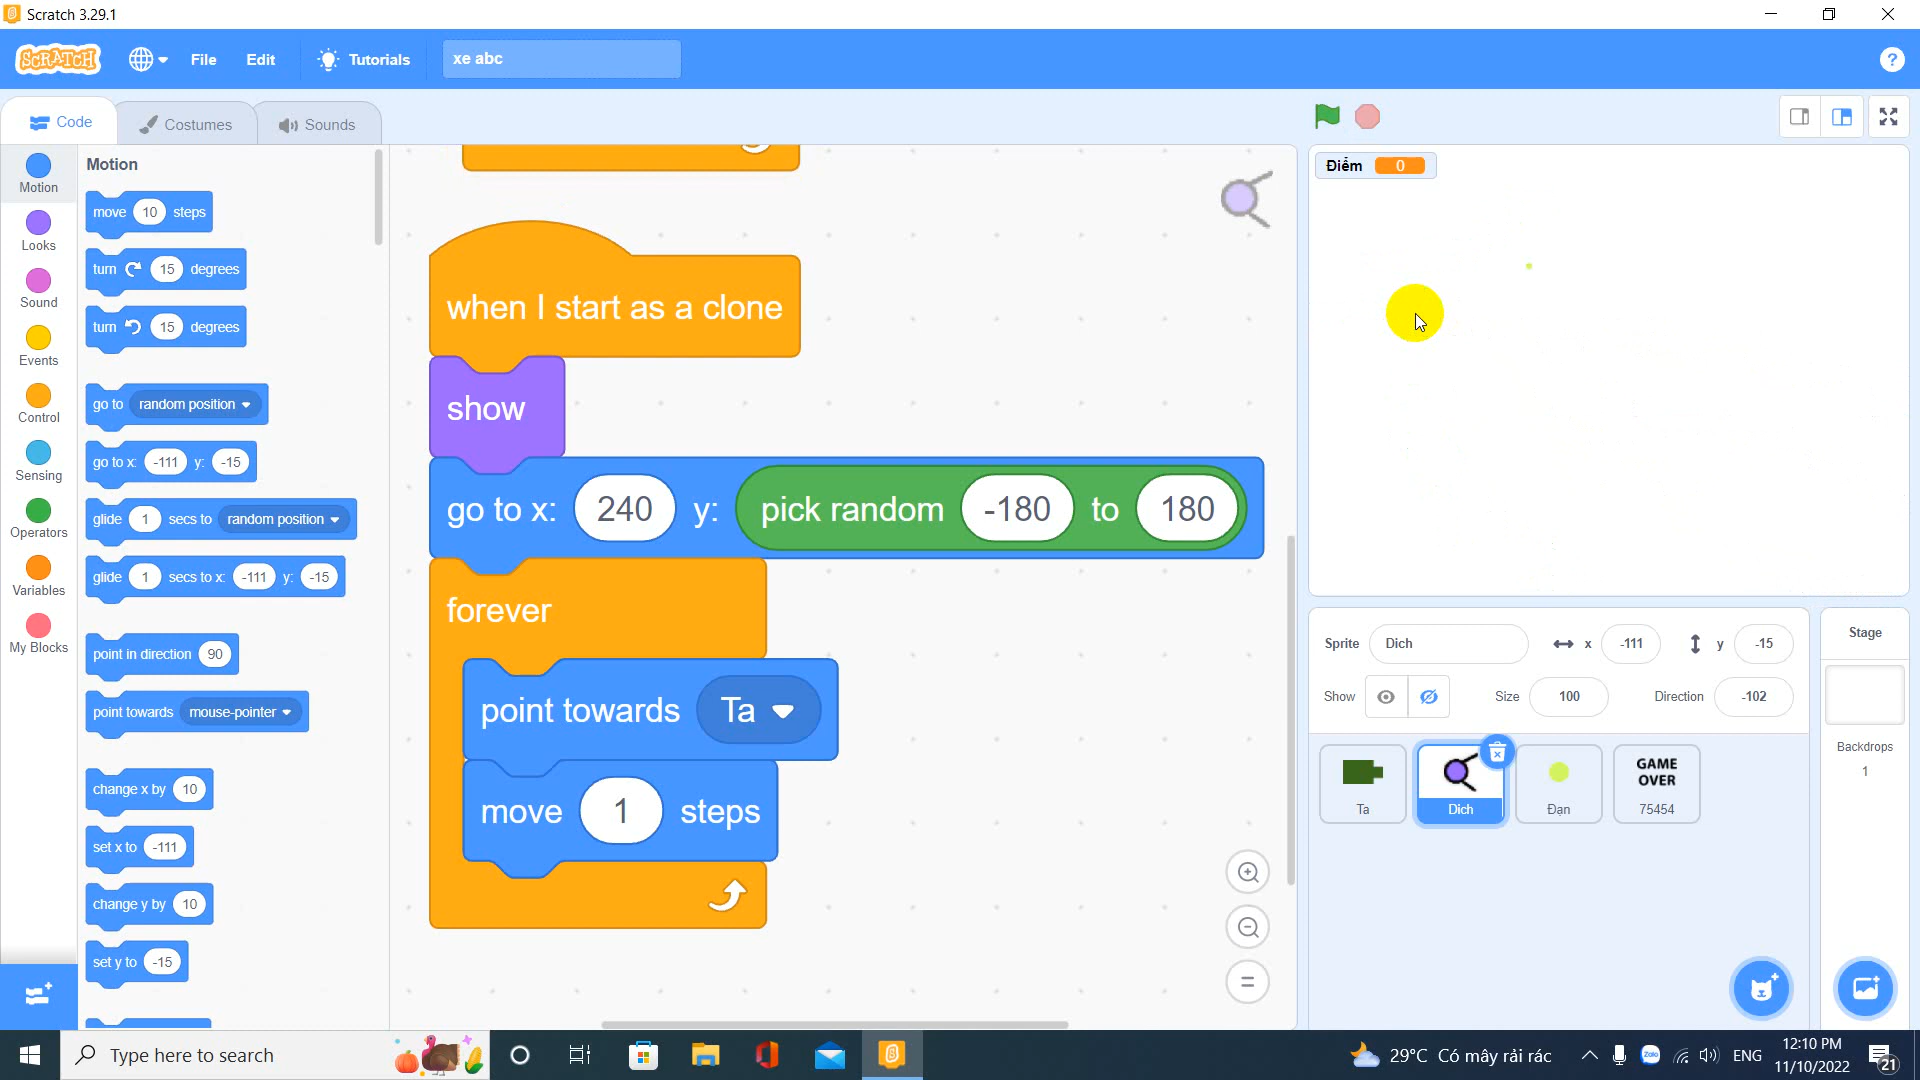 Scratch 3.29.1
SCRATCH
File
Edit
Tutorials
xe abc
?
Code
Costumes
Sounds
Motion
Looks
Sound
Events
Control
Sensing
Operators
Variables
My Blocks
Motion
move 10 steps
turn 15 degrees
turn 15 degrees
go to random position
go to x: -111 y: -15
glide 1 secs to random position
glide 1 secs to x: -111 y: -15
point in direction 90
point towards mouse-pointer
change x by 10
set x to -111
change y by 10
set y to -15
when I start as a clone
show
go to x: 240 y: pick random -180 to 180
forever
point towards Ta
move 1 steps
Điểm 0
Sprite Dich x -111 y -15
Show Size 100 Direction -102
Ta
Dich
Đạn
GAME
OVER
75454
Stage
Backdrops
1
Type here to search
29°C Có mây rải rác
Zalo
ENG
12:10 PM
11/10/2022
21